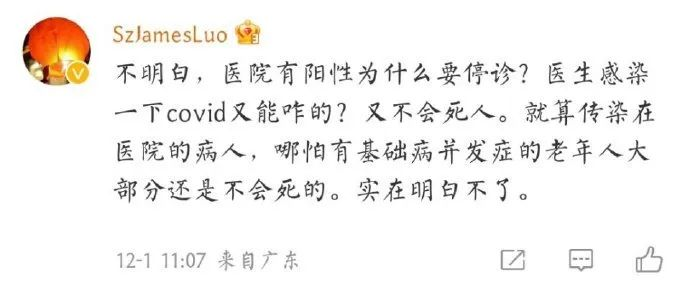 SzJamesLuo
不明白，医院有阳性为什么要停诊？医生感染
一下covid又能咋的？又不会死人。就算传染在
医院的病人，哪怕有基础病并发症的老年人大
部分还是不会死的。实在明白不了。
12-1 11:07 来自广东